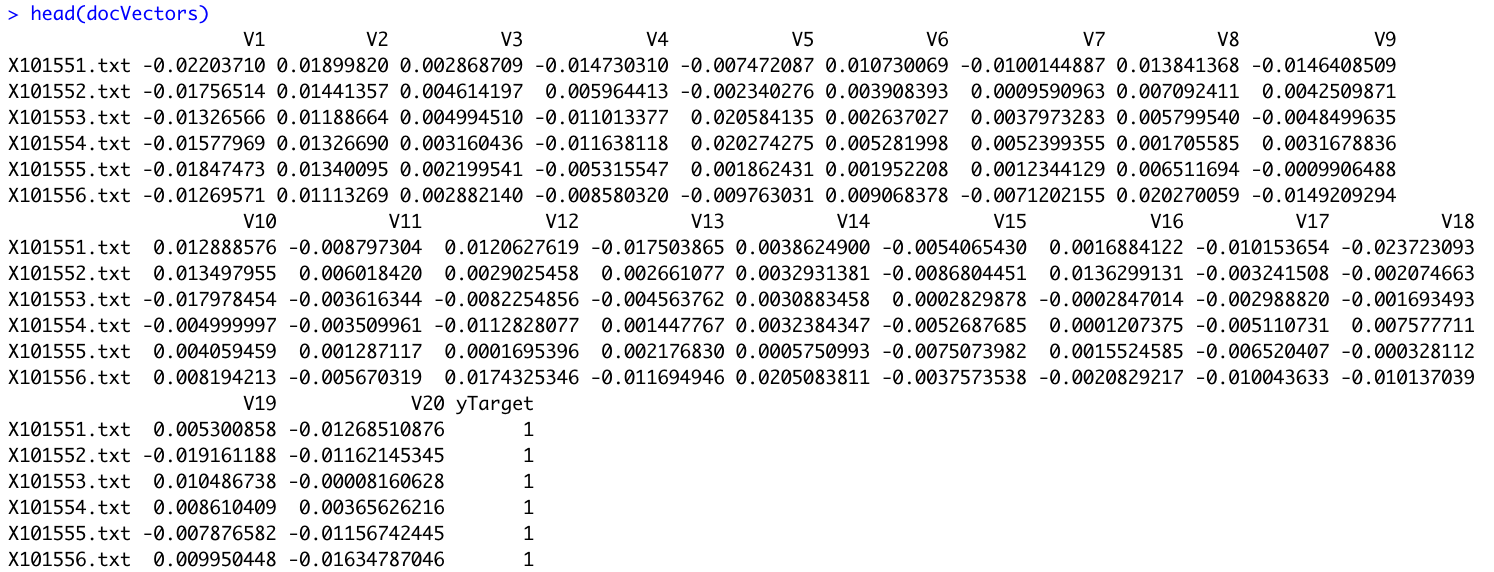 > head(docVectors)
V1 V2 V3 V4 V5 V6 V7 V8 V9
X101551.txt -0.02203710 0.01899820 0.002868709 -0.014730310 -0.007472087 0.010730069 -0.0100144887 0.013841368 -0.0146408509
X101552.txt -0.01756514 0.01441357 0.004614197 0.005964413 -0.002340276 0.003908393 0.0009590963 0.007092411 0.0042509871
X101553.txt -0.01326566 0.01188664 0.004994510 -0.011013377 0.020584135 0.002637027 0.0037973283 0.005799540 -0.0048499635
X101554.txt -0.01577969 0.01326690 0.003160436 -0.011638118 0.020274275 0.005281998 0.0052399355 0.001705585 0.0031678836
X101555.txt -0.01847473 0.01340095 0.002199541 -0.005315547 0.001862431 0.001952208 0.0012344129 0.006511694 -0.0009906488
X101556.txt -0.01269571 0.01113269 0.002882140 -0.008580320 -0.009763031 0.009068378 -0.0071202155 0.020270059 -0.0149209294
V10 V11 V12 V13 V14 V15 V16 V17 V18
X101551.txt 0.012888576 -0.008797304 0.0120627619 -0.017503865 0.0038624900 -0.0054065430 0.0016884122 -0.010153654 -0.023723093
X101552.txt 0.013497955 0.006018420 0.0029025458 0.002661077 0.0032931381 -0.0086804451 0.0136299131 -0.003241508 -0.002074663
X101553.txt -0.017978454 -0.003616344 -0.0082254856 -0.004563762 0.0030883458 0.0002829878 -0.0002847014 -0.002988820 -0.001693493
X101554.txt -0.004999997 -0.003509961 -0.0112828077 0.001447767 0.0032384347 -0.0052687685 0.0001207375 -0.005110731 0.007577711
X101555.txt 0.004059459 0.001287117 0.0001695396 0.002176830 0.0005750993 -0.0075073982 0.0015524585 -0.006520407 -0.000328112
X101556.txt 0.008194213 -0.005670319 0.0174325346 -0.011694946 0.0205083811 -0.0037573538 -0.0020829217 -0.010043633 -0.010137039
V19 V20 yTarget
X101551.txt 0.005300858 -0.01268510876 1
X101552.txt -0.019161188 -0.01162145345 1
X101553.txt 0.010486738 -0.00008160628 1
X101554.txt 0.008610409 0.00365626216 1
X101555.txt -0.007876582 -0.01156742445 1
X101556.txt 0.009950448 -0.01634787046 1